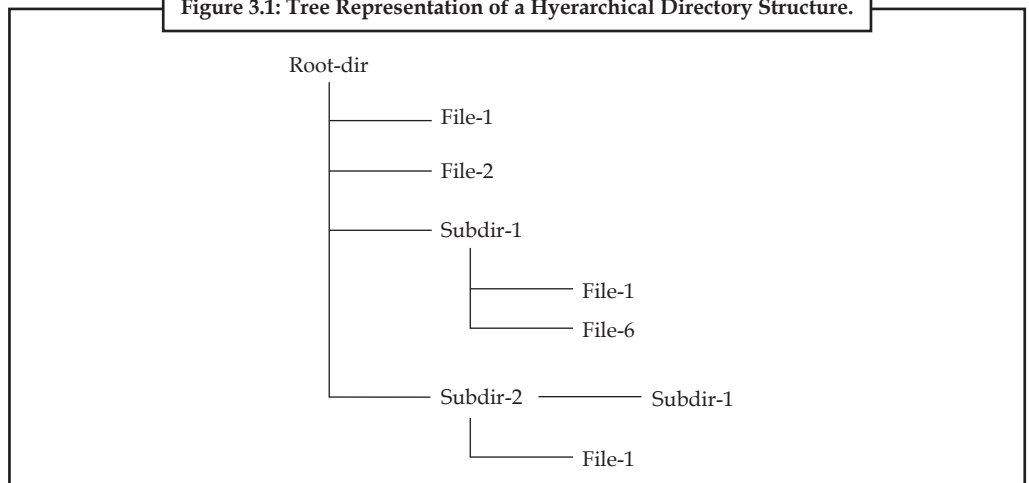 Figure 3.1: Tree Representation of a Hyerarchical Directory Structure.
Root-dir
File-1
File-2
Subdir-1
File-1
File-6
Subdir-2 Subdir-1
File-1